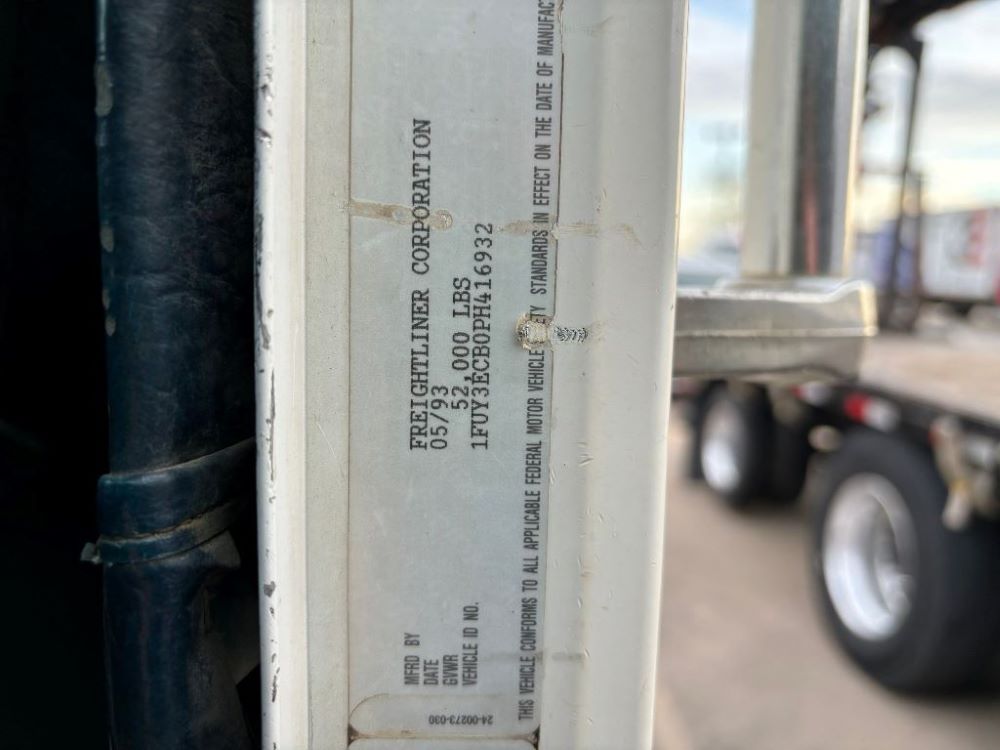 MFRD BY FREIGHTLINER CORPORATION
DATE 05/93
GVWR 52,000 LBS
VEHICLE ID NO. 1FUY3ECB0PH416932
THIS VEHICLE CONFORMS TO ALL APPLICABLE FEDERAL MOTOR VEHICLE ETY STANDARDS IN EFFECT ON THE DATE OF MANUFAC
24-00273-030